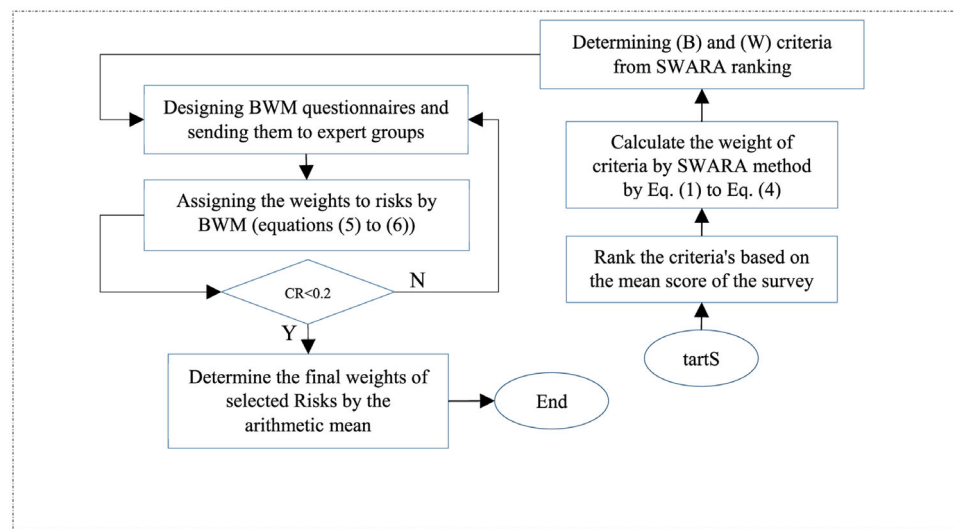 Determining (B) and (W) criteria
from SWARA ranking
Designing BWM questionnaires and
sending them to expert groups
Calculate the weight of
criteria by SWARA method
by Eq. (1) to Eq. (4)
Assigning the weights to risks by
BWM (equations (5) to (6))
Rank the criteria's based on
the mean score of the survey
CR<0.2
N
Y
tartS
Determine the final weights of
selected Risks by the
arithmetic mean
End